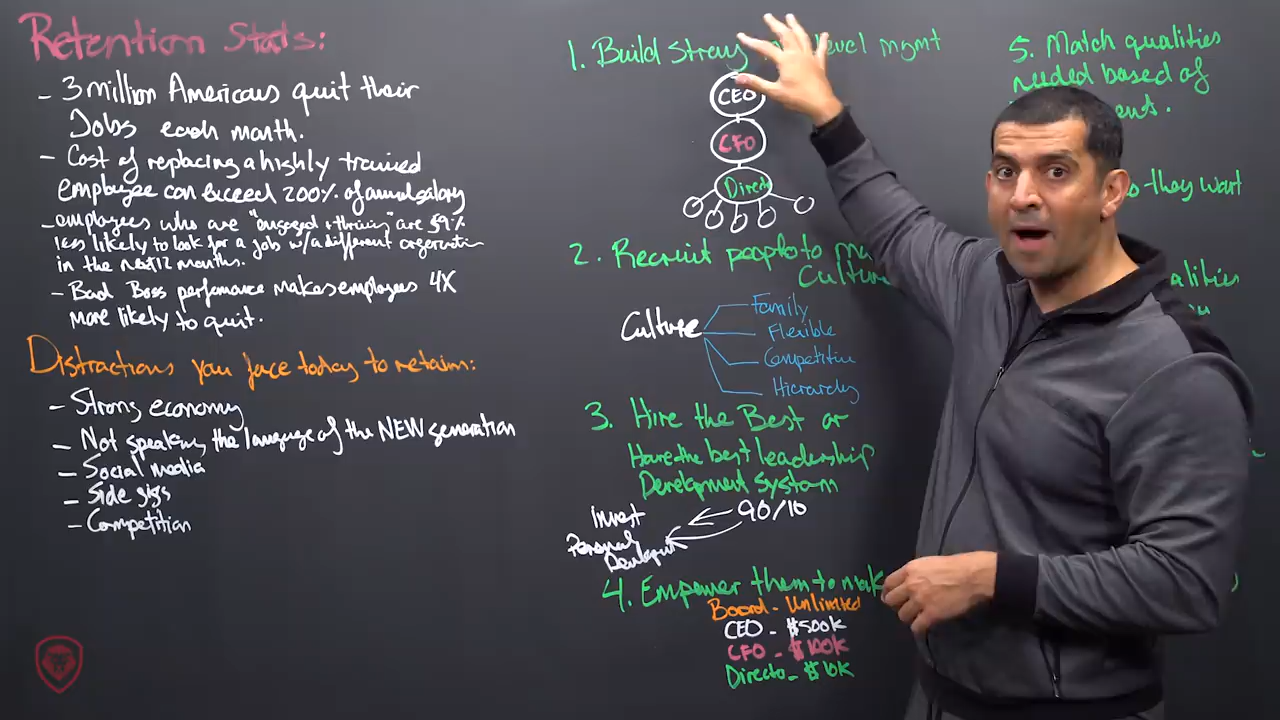 Retention Stats:
- 3 million Americans quit their
Jobs each month.
- Cost of replacing a highly trained
employee can exceed 200% of annual salary
- employees who are "engaged + thriving" are 59%
less likely to look for a job w/a different organization
in the next 12 months.
- Bad Boss performance makes employees 4X
more likely to quit.
Distractions you face today to retain:
- Strong economy
- Not speaking the language of the NEW generation
- Social media
- Side gigs
- Competition
1. Build Strong level mgmt
CEO
CFO
Directo
2. Recruit people to
Culture
Culture
Family
Flexible
Competitive
Hierarchy
3. Hire the Best or
Have the best leadership
Development System
90/10
Invest
Personal
4. Empower them to mak
Board - Unlimited
CEO - $500k
CFO - $100k
Directo - $10k
5. Match qualities
needed based of
they want